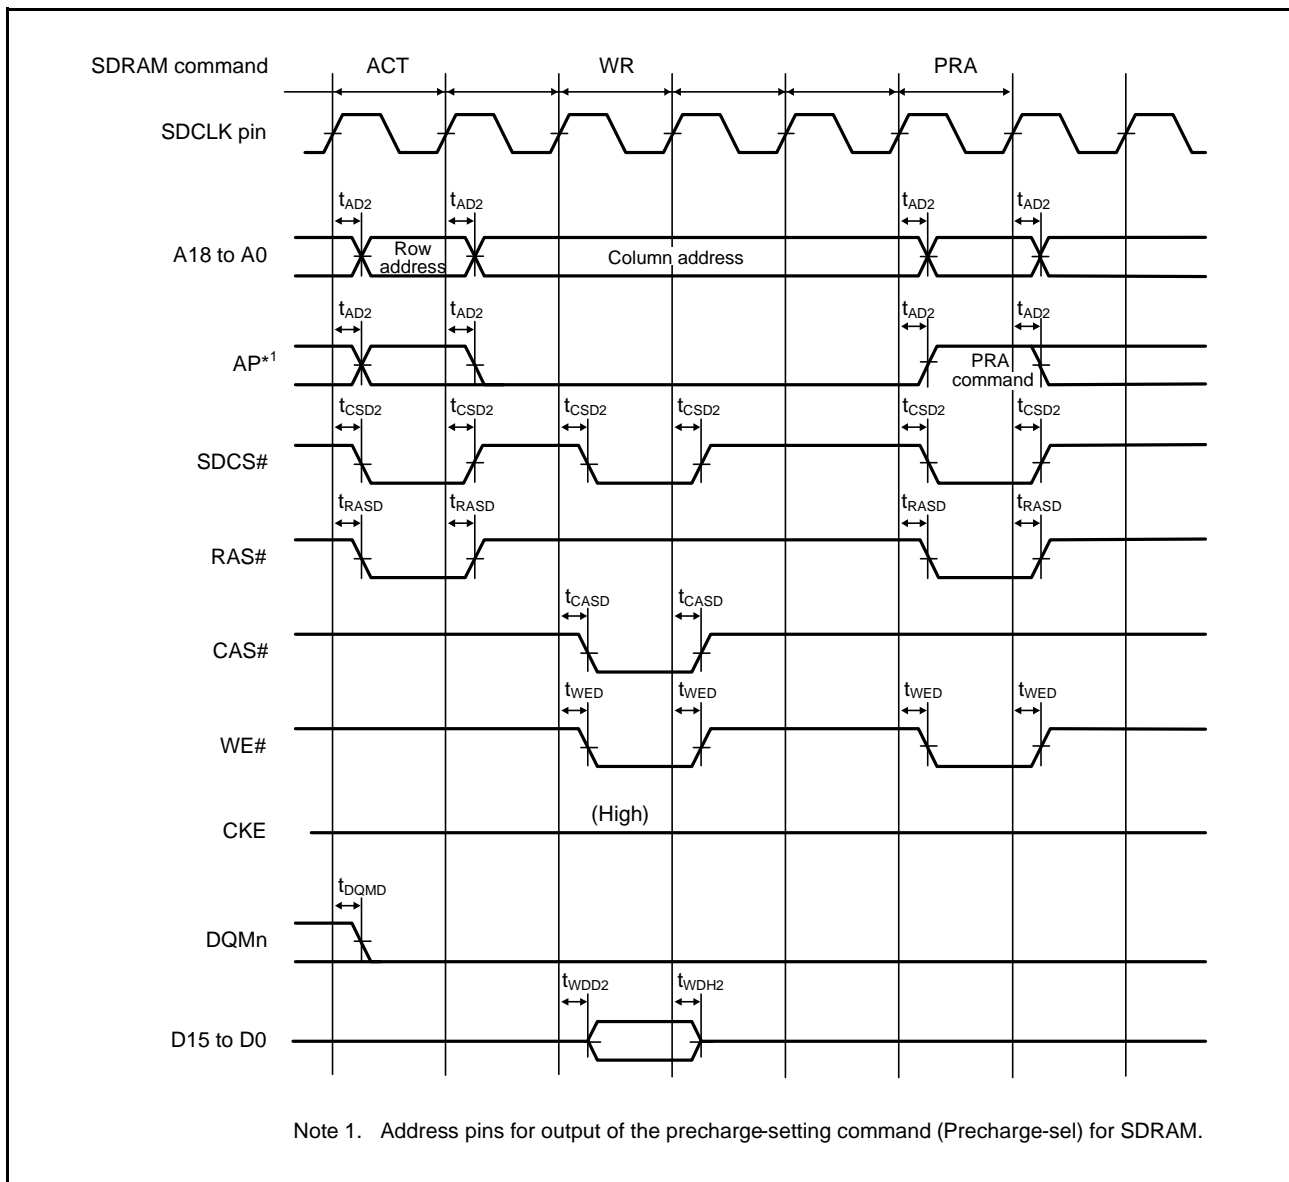 SDRAM command ACT WR PRA
SDCLK pin
tAD2 tAD2 tAD2 tAD2
A18 to A0
Row
address
Column address
tAD2 tAD2 tAD2 tAD2
AP*1
PRA
command
tCSD2 tCSD2 tCSD2 tCSD2 tCSD2 tCSD2
SDCS#
tRASD tRASD tRASD tRASD
RAS#
tCASD tCASD
CAS#
tWED tWED tWED tWED
WE#
(High)
CKE
tDQMD
DQMn
tWDD2 tWDH2
D15 to D0
Note 1. Address pins for output of the precharge-setting command (Precharge-sel) for SDRAM.